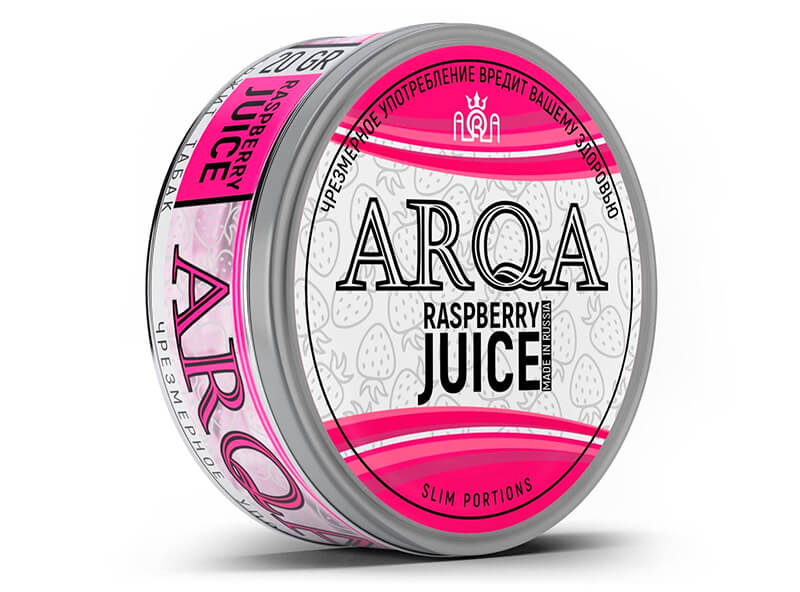 ЧРЕЗМЕРНОЕ УПОТРЕБЛЕНИЕ ВРЕДИТ ВАШЕМУ ЗДОРОВЬЮ
ARQA
ARQA
RASPBERRY
JUICE
MADE IN RUSSIA
SLIM PORTIONS
20 GR
RASPBERRY
JUICE
ТАБАК
ARQA
ЧРЕЗМЕРНОЕ